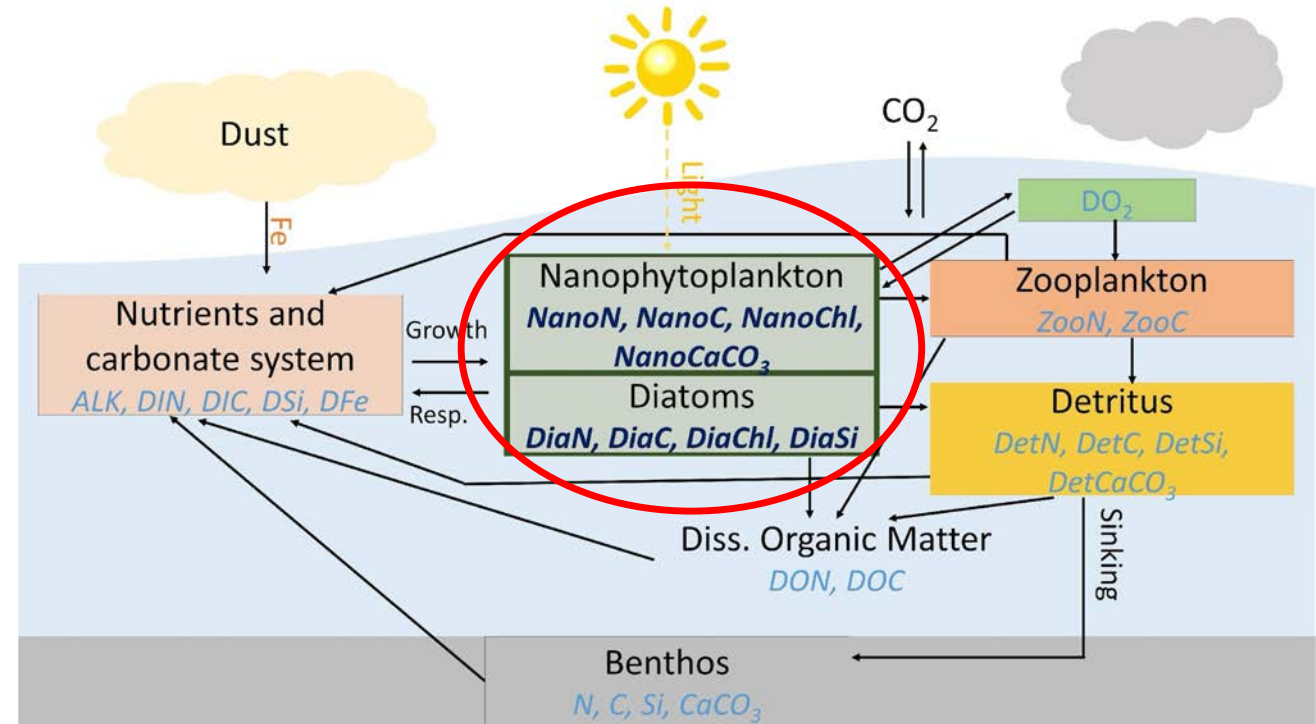 Dust
CO₂
Light
Fe
DO₂
Nutrients and
carbonate system
ALK, DIN, DIC, DSi, DFe
Growth
Resp.
Nanophytoplankton
NanoN, NanoC, NanoChl,
NanoCaCO₃
Diatoms
DiaN, DiaC, DiaChl, DiaSi
Zooplankton
ZooN, ZooC
Detritus
DetN, DetC, DetSi,
DetCaCO₃
Sinking
Diss. Organic Matter
DON, DOC
Benthos
N, C, Si, CaCO₃